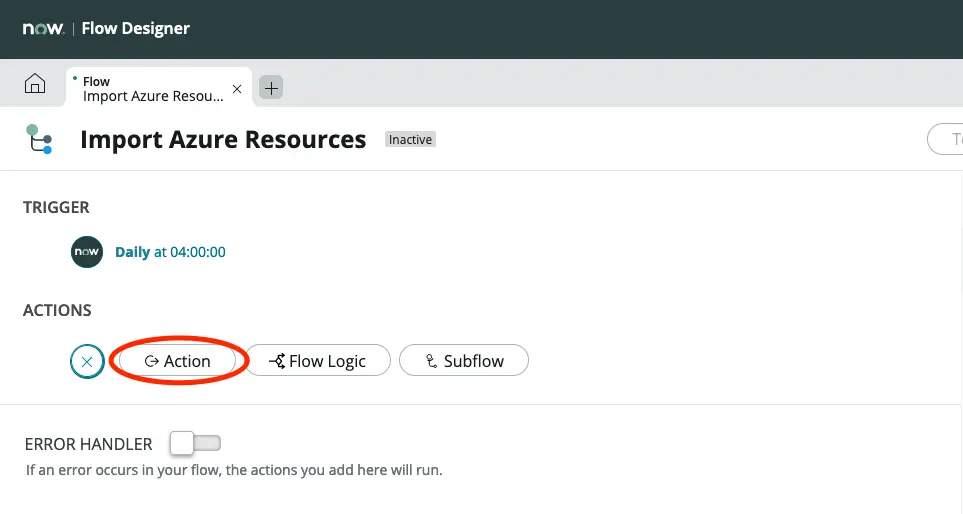 now. | Flow Designer
Flow
Import Azure Resou...
Import Azure Resources Inactive
TRIGGER
now Daily at 04:00:00
ACTIONS
Action Flow Logic Subflow
ERROR HANDLER
If an error occurs in your flow, the actions you add here will run.